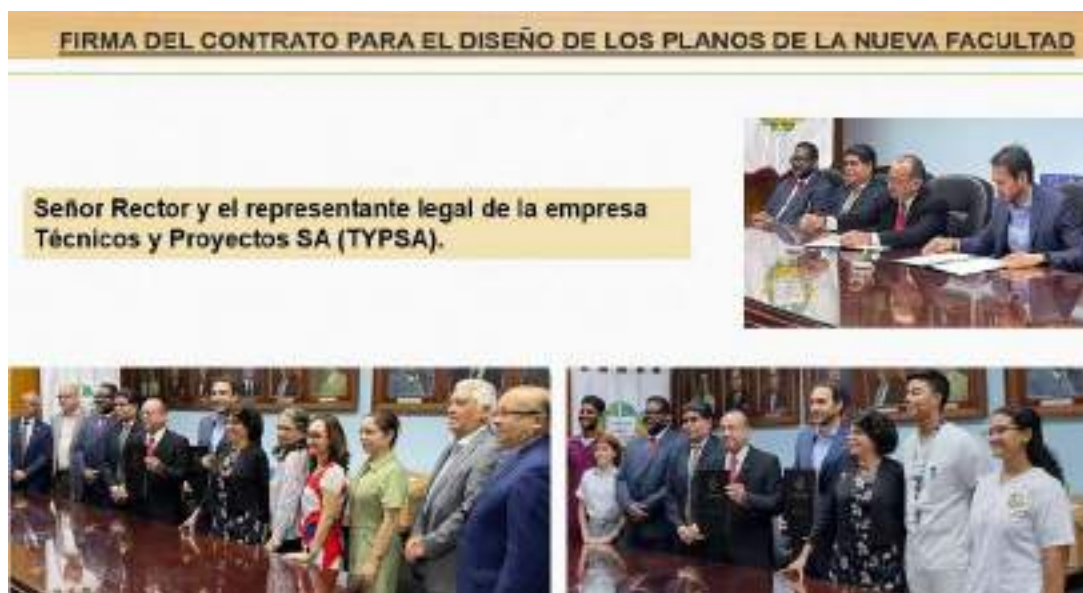 FIRMA DEL CONTRATO PARA EL DISEÑO DE LOS PLANOS DE LA NUEVA FACULTAD
Señor Rector y el representante legal de la empresa
Técnicos y Proyectos SA (TYPSA).